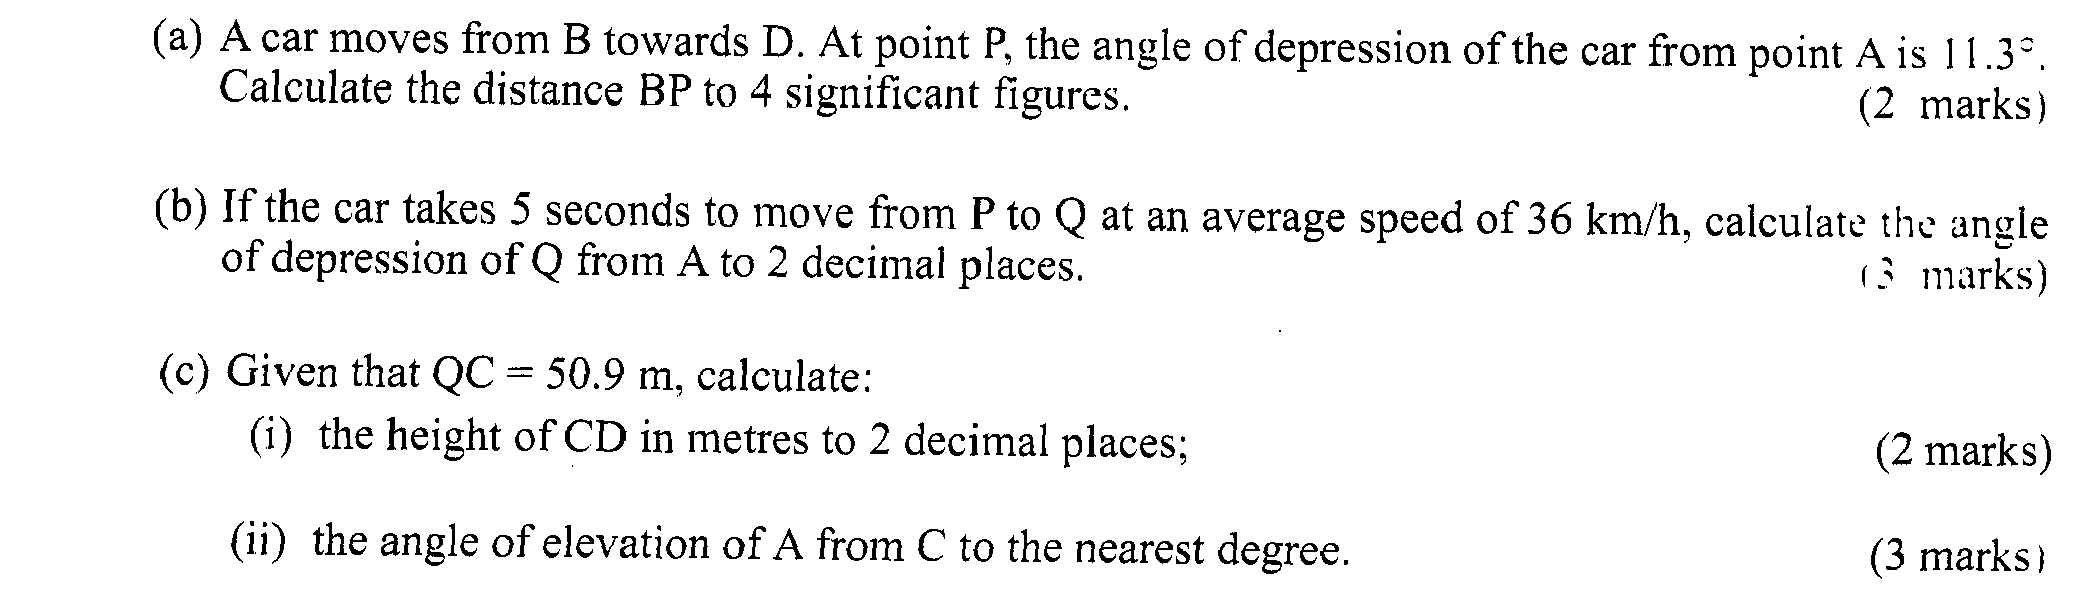 (a) A car moves from B towards D. At point P, the angle of depression of the car from point A is 11.3°.
Calculate the distance BP to 4 significant figures.
(2 marks)
(b) If the car takes 5 seconds to move from P to Q at an average speed of 36 km/h, calculate the angle
of depression of Q from A to 2 decimal places.
(3 marks)
(c) Given that QC = 50.9 m, calculate:
(i) the height of CD in metres to 2 decimal places; (2 marks)
(ii) the angle of elevation of A from C to the nearest degree. (3 marks)